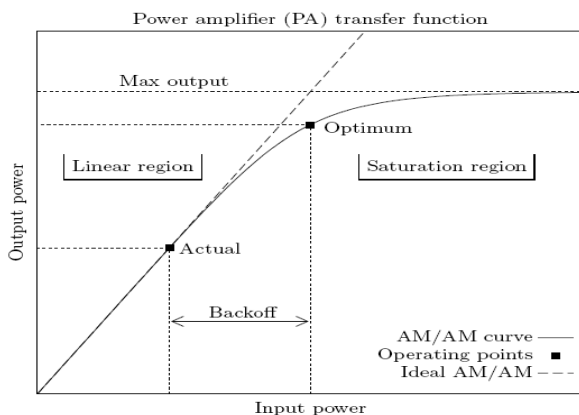 Power amplifier (PA) transfer function
Max output
Optimum
Linear region
Saturation region
Output power
Actual
Backoff
AM/AM curve
Operating points
Ideal AM/AM
Input power